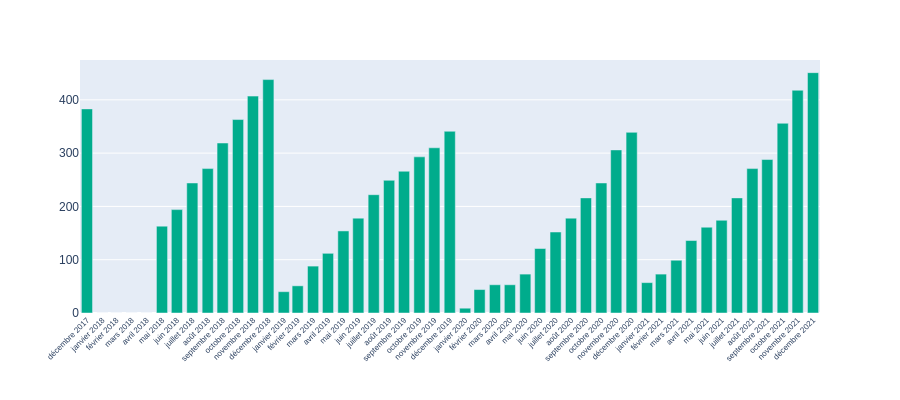 400
300
200
100
0
décembre 2017
janvier 2018
février 2018
mars 2018
avril 2018
mai 2018
juin 2018
juillet 2018
août 2018
septembre 2018
octobre 2018
novembre 2018
décembre 2018
janvier 2019
février 2019
mars 2019
avril 2019
mai 2019
juin 2019
juillet 2019
août 2019
septembre 2019
octobre 2019
novembre 2019
décembre 2019
janvier 2020
février 2020
mars 2020
avril 2020
mai 2020
juin 2020
juillet 2020
août 2020
septembre 2020
octobre 2020
novembre 2020
décembre 2020
janvier 2021
février 2021
mars 2021
avril 2021
mai 2021
juin 2021
juillet 2021
août 2021
septembre 2021
octobre 2021
novembre 2021
décembre 2021